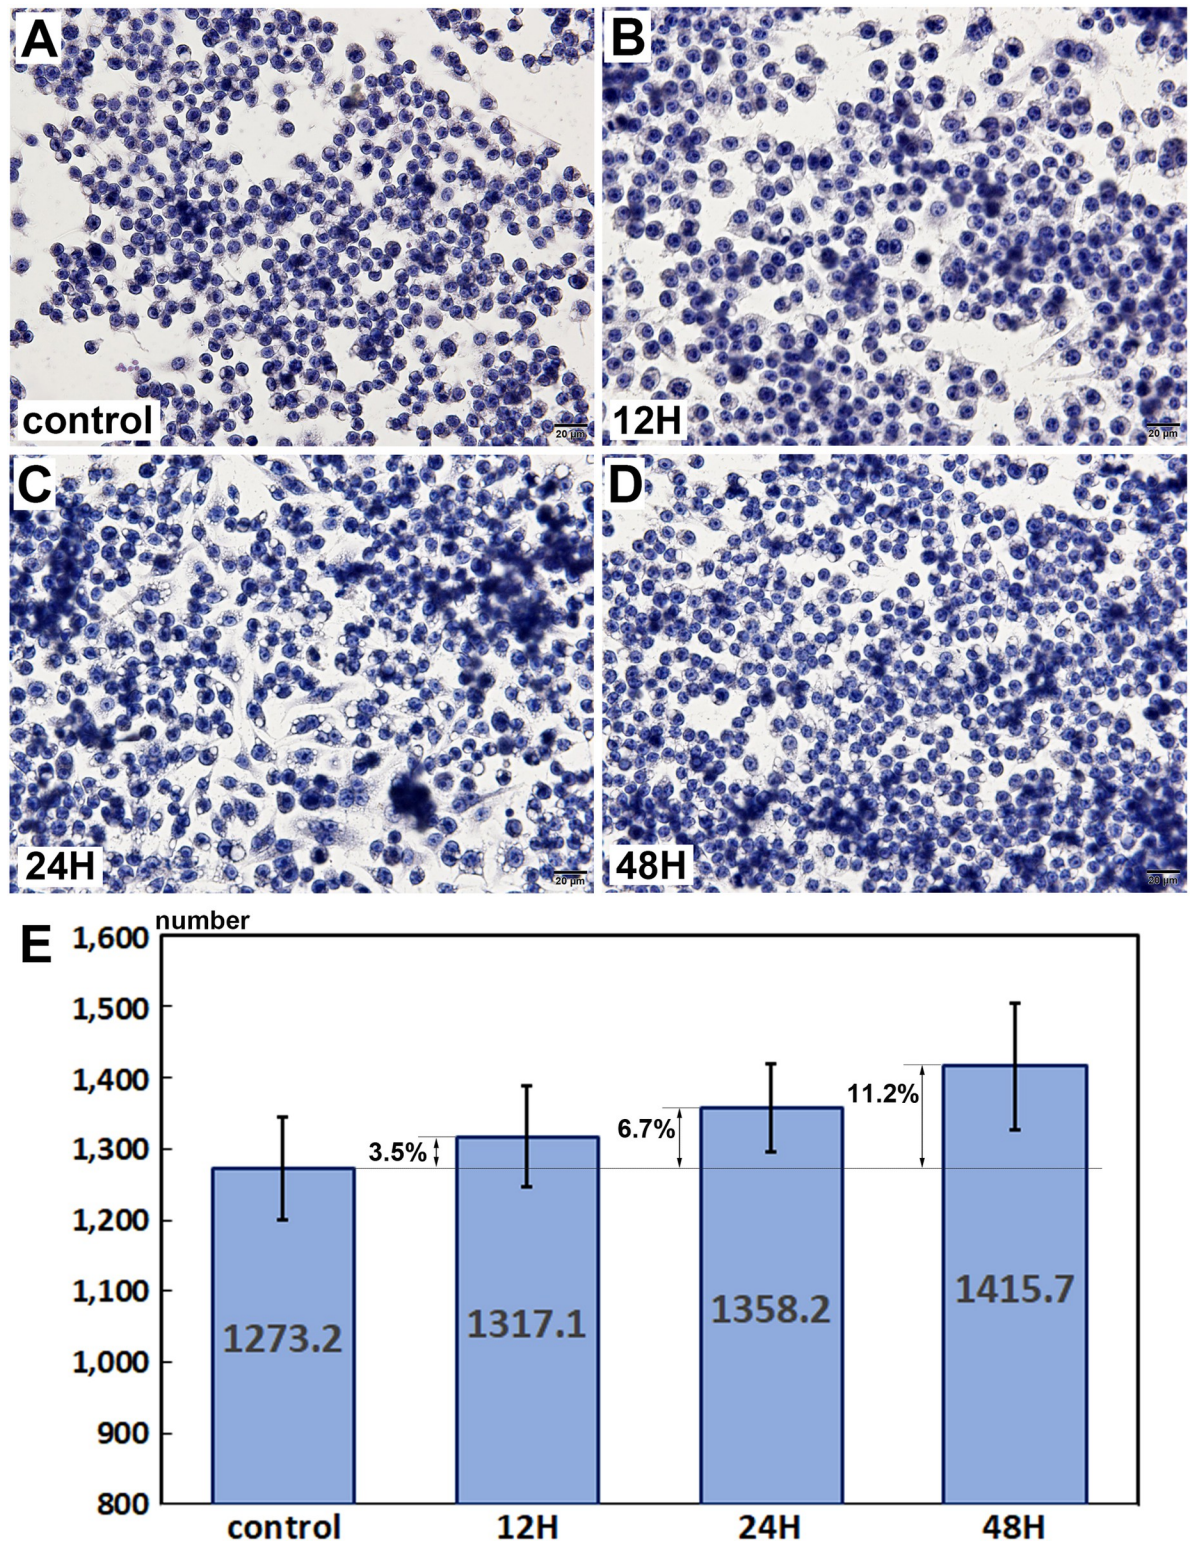 A
B
control
20 µm
12H
20 µm
C
D
24H
20 µm
48H
20 µm
E
number
1,600
1,500
1,400
1,300
1,200
1,100
1,000
900
800
3.5%
6.7%
11.2%
1273.2
1317.1
1358.2
1415.7
control
12H
24H
48H